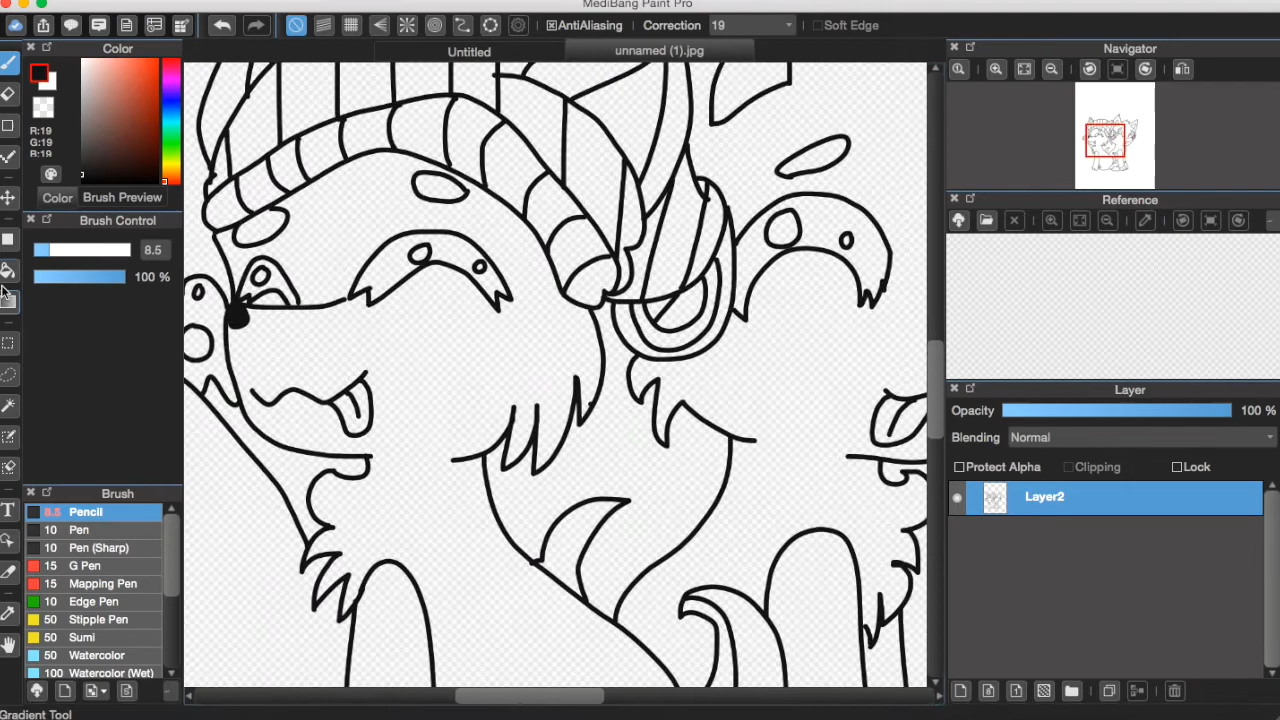 MediBang Paint Pro
AntiAliasing Correction 19 Soft Edge
Untitled unnamed (1).jpg
Color
R:19
G:19
B:19
Color Brush Preview
Brush Control
8.5
100 %
Brush
8.5 Pencil
10 Pen
10 Pen (Sharp)
15 G Pen
15 Mapping Pen
10 Edge Pen
50 Stipple Pen
50 Sumi
50 Watercolor
100 Watercolor (Wet)
T
Gradient Tool
Navigator
Reference
Layer
Opacity 100 %
Blending Normal
Protect Alpha Clipping Lock
Layer2